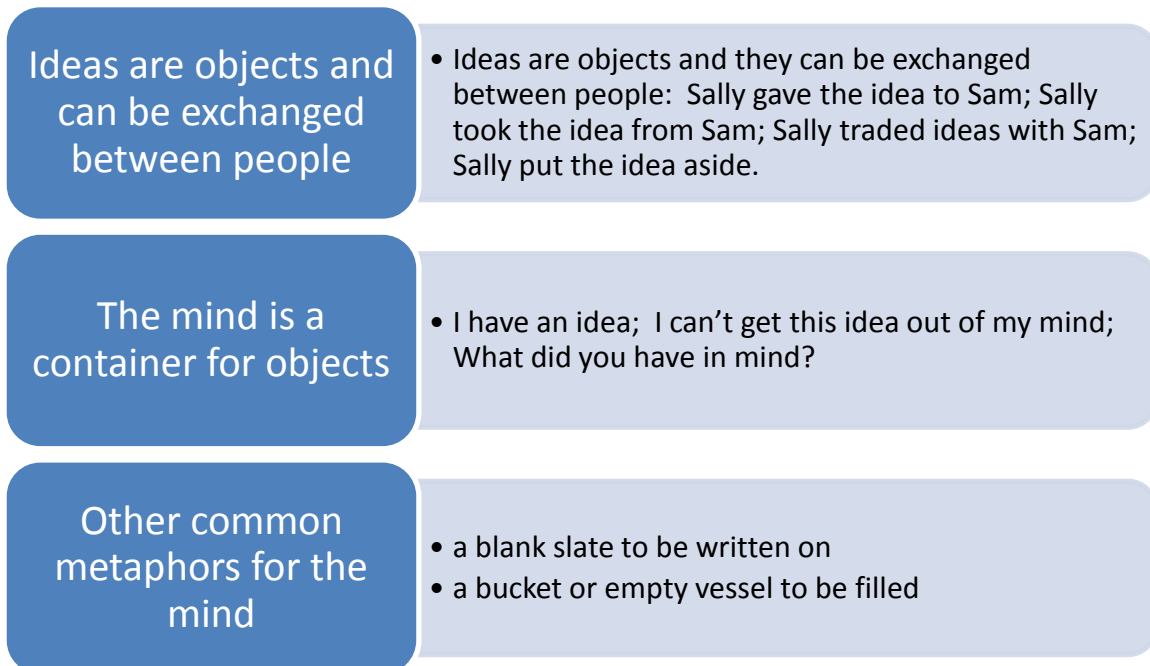 Ideas are objects and
can be exchanged
between people
• Ideas are objects and they can be exchanged
between people:  Sally gave the idea to Sam; Sally
took the idea from Sam; Sally traded ideas with Sam;
Sally put the idea aside.
The mind is a
container for objects
• I have an idea;  I can’t get this idea out of my mind;
What did you have in mind?
Other common
metaphors for the
mind
• a blank slate to be written on
• a bucket or empty vessel to be filled